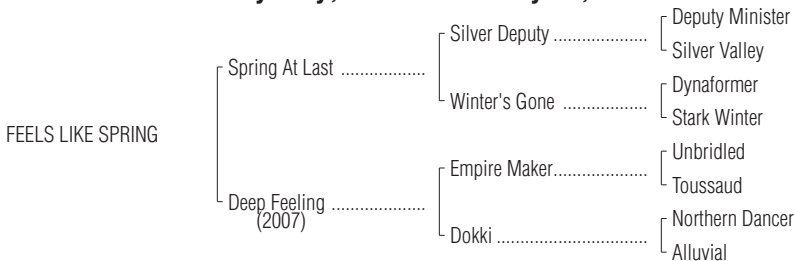 Deputy Minister
Silver Deputy ....................
Silver Valley
Spring At Last ..................
Dynaformer
Winter's Gone ..................
Stark Winter
FEELS LIKE SPRING
Unbridled
Empire Maker....................
Toussaud
Deep Feeling ....................
(2007)
Northern Dancer
Dokki ................................
Alluvial